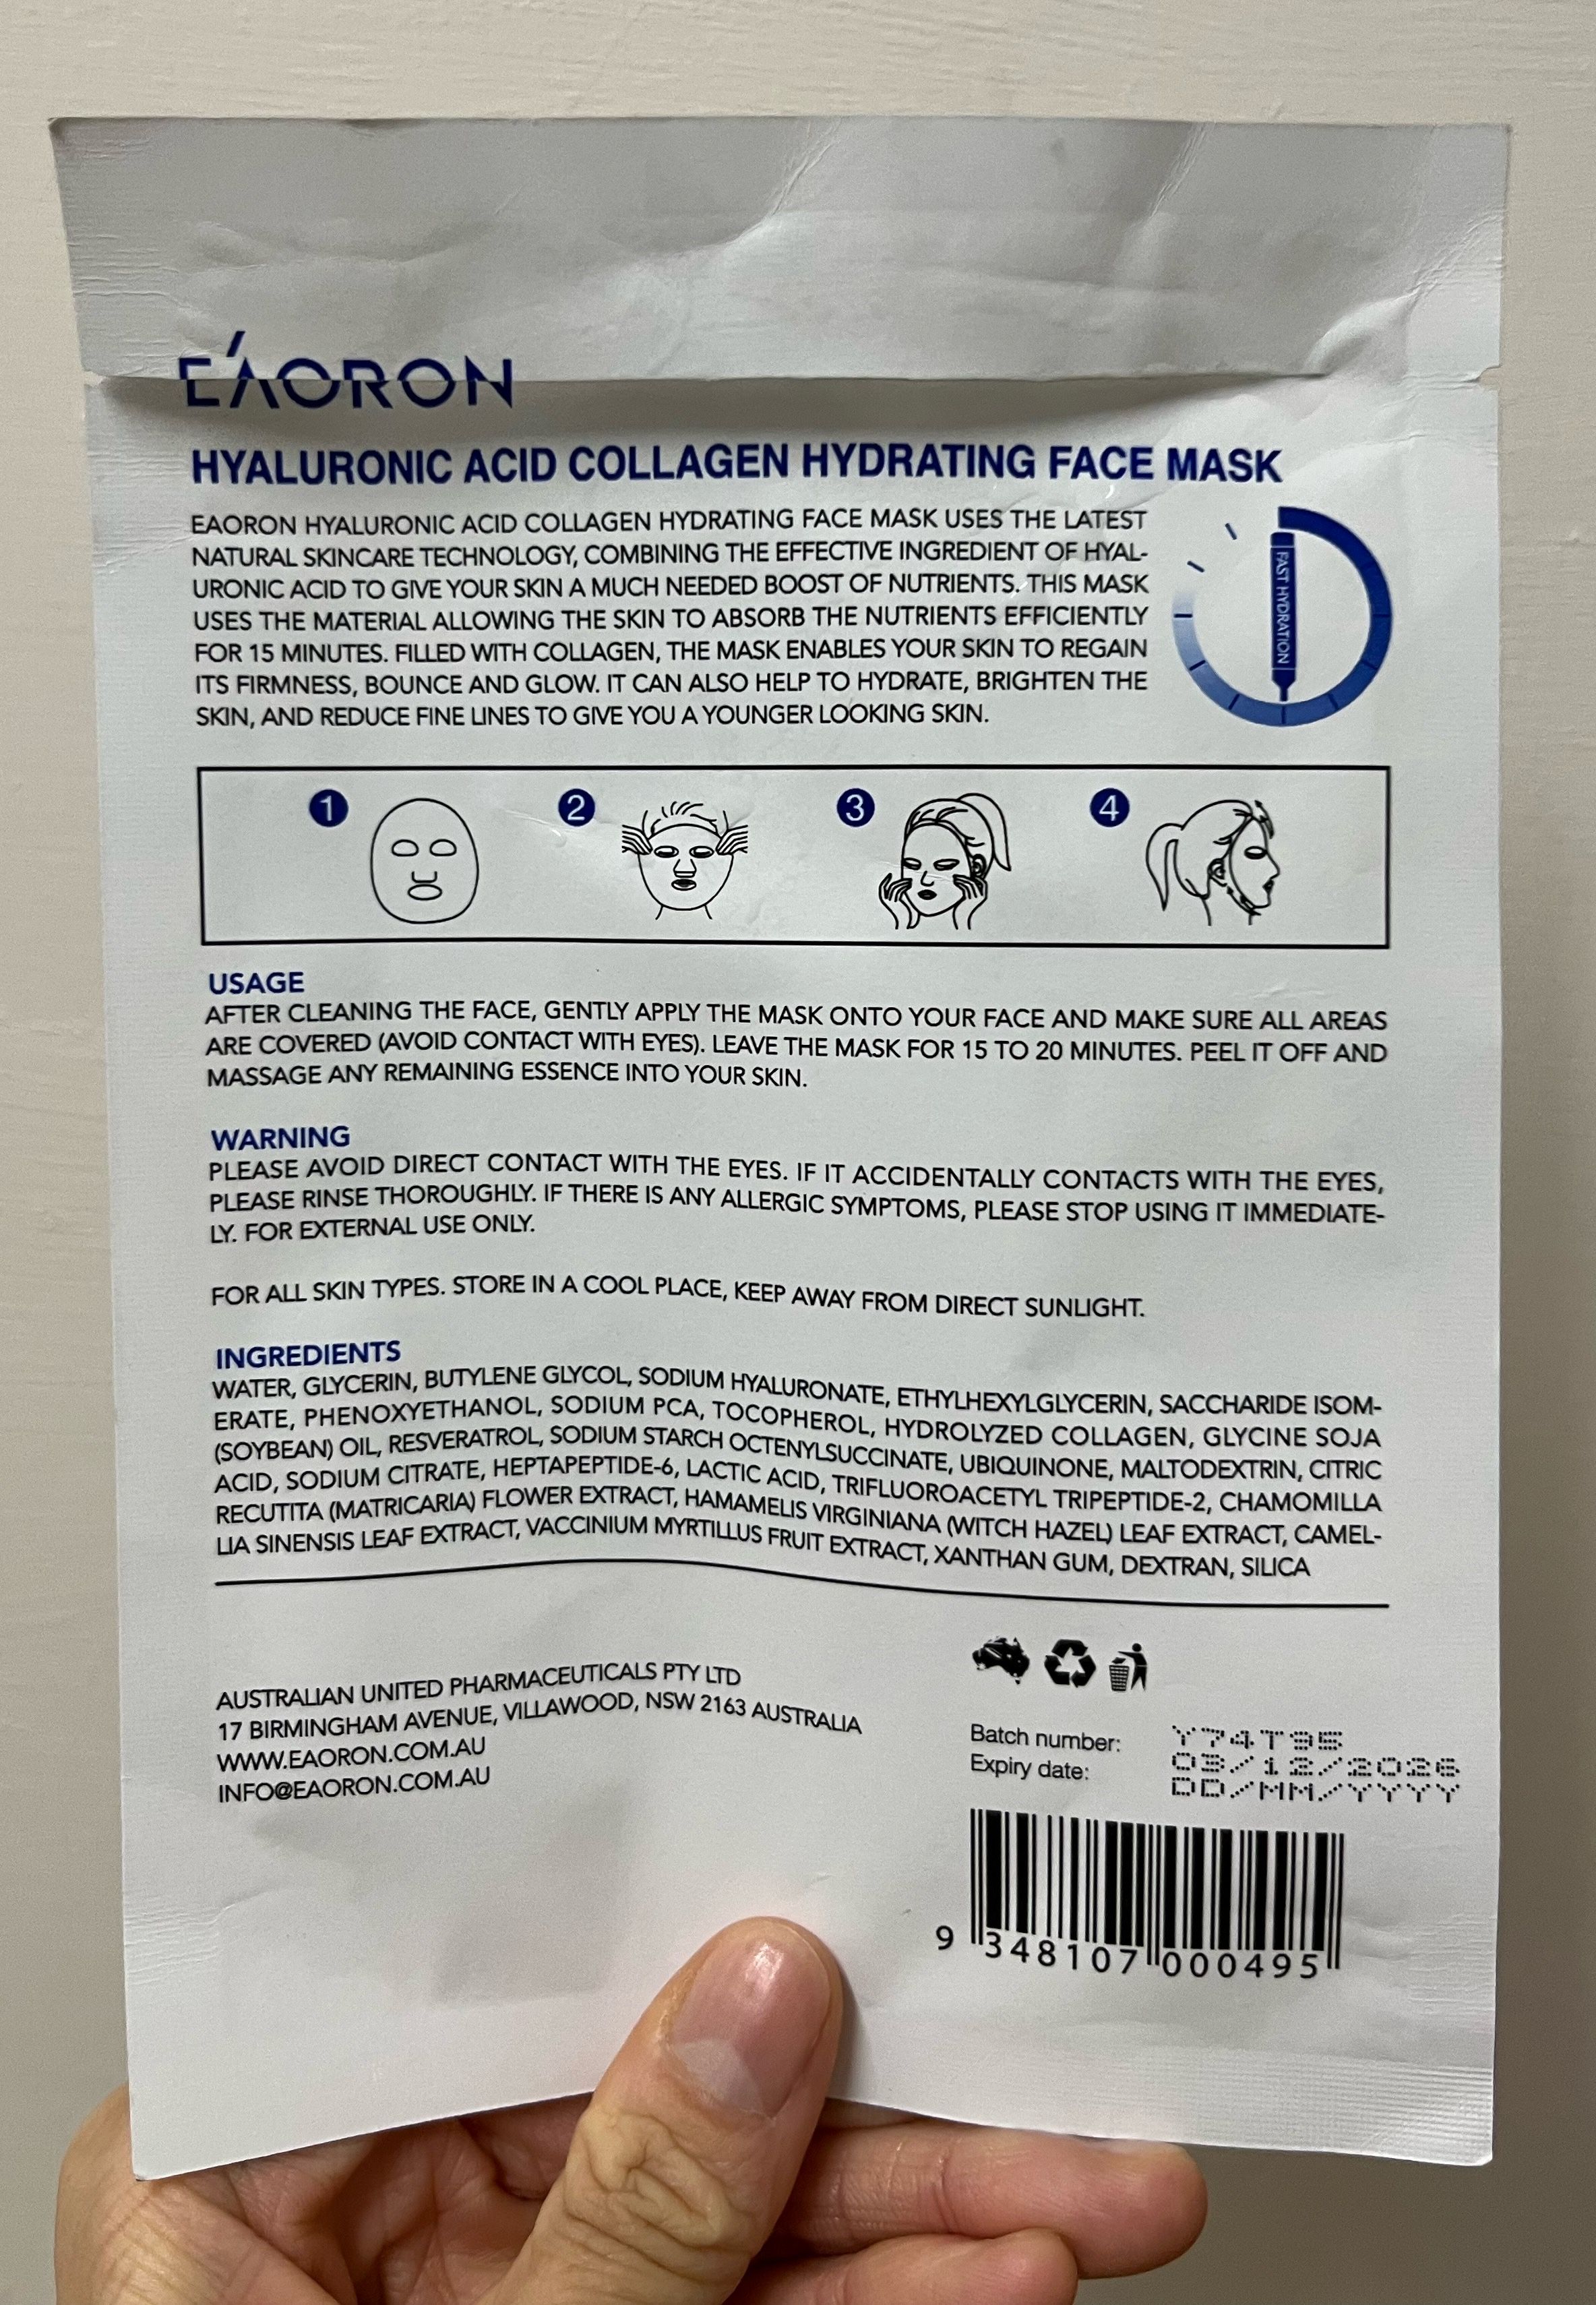 EÁORON
HYALURONIC ACID COLLAGEN HYDRATING FACE MASK
EAORON HYALURONIC ACID COLLAGEN HYDRATING FACE MASK USES THE LATEST
NATURAL SKINCARE TECHNOLOGY, COMBINING THE EFFECTIVE INGREDIENT OF HYAL-
URONIC ACID TO GIVE YOUR SKIN A MUCH NEEDED BOOST OF NUTRIENTS. THIS MASK
USES THE MATERIAL ALLOWING THE SKIN TO ABSORB THE NUTRIENTS EFFICIENTLY
FOR 15 MINUTES. FILLED WITH COLLAGEN, THE MASK ENABLES YOUR SKIN TO REGAIN
ITS FIRMNESS, BOUNCE AND GLOW. IT CAN ALSO HELP TO HYDRATE, BRIGHTEN THE
SKIN, AND REDUCE FINE LINES TO GIVE YOU A YOUNGER LOOKING SKIN.
FAST HYDRATION
1
2
3
4
USAGE
AFTER CLEANING THE FACE, GENTLY APPLY THE MASK ONTO YOUR FACE AND MAKE SURE ALL AREAS
ARE COVERED (AVOID CONTACT WITH EYES). LEAVE THE MASK FOR 15 TO 20 MINUTES. PEEL IT OFF AND
MASSAGE ANY REMAINING ESSENCE INTO YOUR SKIN.
WARNING
PLEASE AVOID DIRECT CONTACT WITH THE EYES. IF IT ACCIDENTALLY CONTACTS WITH THE EYES,
PLEASE RINSE THOROUGHLY. IF THERE IS ANY ALLERGIC SYMPTOMS, PLEASE STOP USING IT IMMEDIATE-
LY. FOR EXTERNAL USE ONLY.
FOR ALL SKIN TYPES. STORE IN A COOL PLACE, KEEP AWAY FROM DIRECT SUNLIGHT.
INGREDIENTS
WATER, GLYCERIN, BUTYLENE GLYCOL, SODIUM HYALURONATE, ETHYLHEXYLGLYCERIN, SACCHARIDE ISOM-
ERATE, PHENOXYETHANOL, SODIUM PCA, TOCOPHEROL, HYDROLYZED COLLAGEN, GLYCINE SOJA
(SOYBEAN) OIL, RESVERATROL, SODIUM STARCH OCTENYLSUCCINATE, UBIQUINONE, MALTODEXTRIN, CITRIC
ACID, SODIUM CITRATE, HEPTAPEPTIDE-6, LACTIC ACID, TRIFLUOROACETYL TRIPEPTIDE-2, CHAMOMILLA
RECUTITA (MATRICARIA) FLOWER EXTRACT, HAMAMELIS VIRGINIANA (WITCH HAZEL) LEAF EXTRACT, CAMEL-
LIA SINENSIS LEAF EXTRACT, VACCINIUM MYRTILLUS FRUIT EXTRACT, XANTHAN GUM, DEXTRAN, SILICA
AUSTRALIAN UNITED PHARMACEUTICALS PTY LTD
17 BIRMINGHAM AVENUE, VILLAWOOD, NSW 2163 AUSTRALIA
WWW.EAORON.COM.AU
INFO@EAORON.COM.AU
Batch number: Y74T95
Expiry date: 03/12/2026
DD/MM/YYYY
9 348107 000495